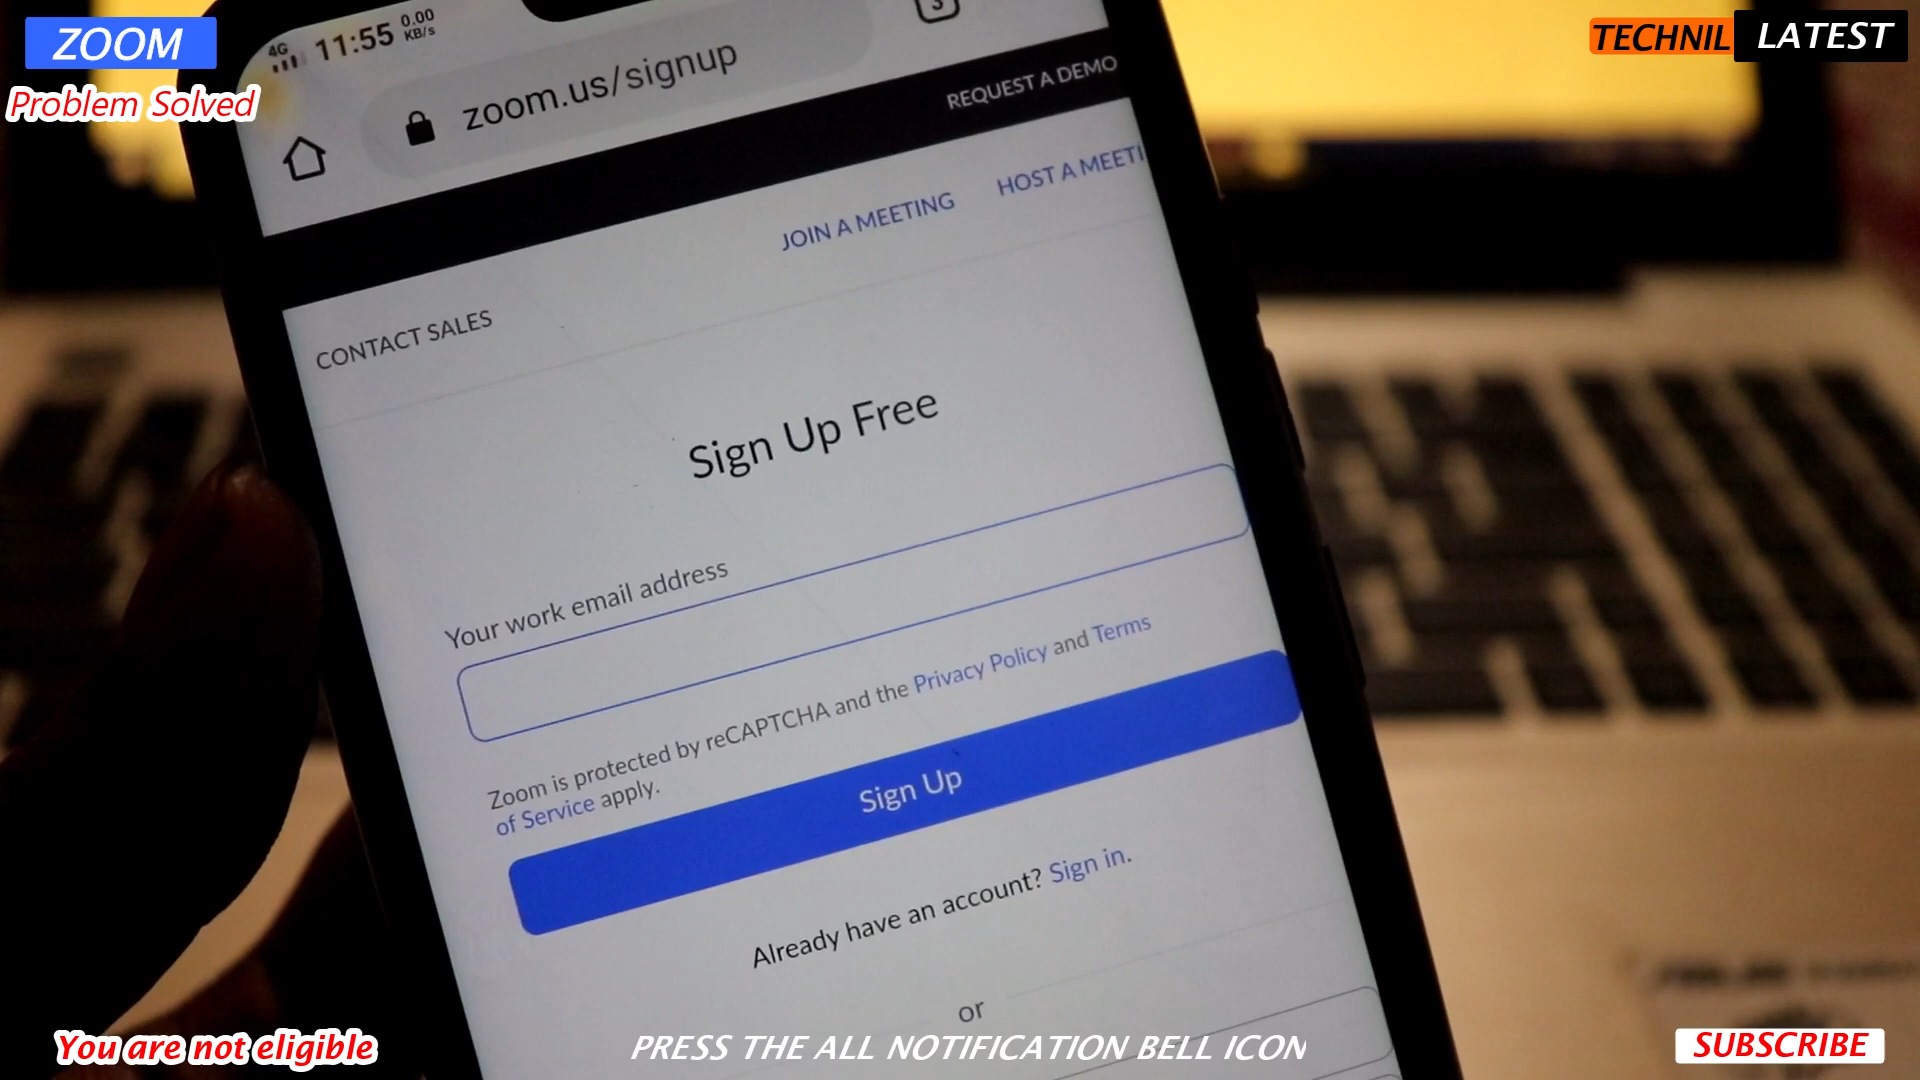 ZOOM
Problem Solved
TECHNIL LATEST
4G 11:55 0.00 KB/s
3
zoom.us/signup
REQUEST A DEMO
JOIN A MEETING HOST A MEETI
CONTACT SALES
Sign Up Free
Your work email address
Zoom is protected by reCAPTCHA and the Privacy Policy and Terms
of Service apply.
Sign Up
Already have an account? Sign in.
or
You are not eligible
PRESS THE ALL NOTIFICATION BELL ICON
SUBSCRIBE